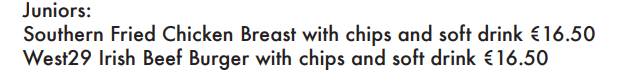 Juniors:
Southern Fried Chicken Breast with chips and soft drink €16.50
West29 Irish Beef Burger with chips and soft drink €16.50